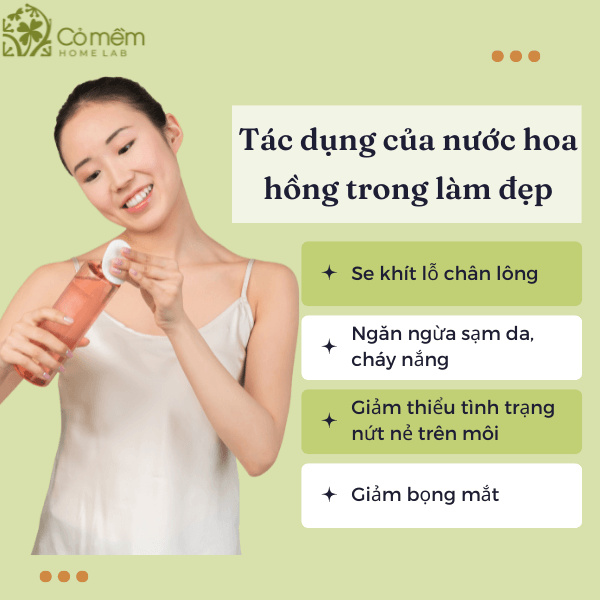 Cỏ mềm
HOME LAB
Tác dụng của nước hoa
hồng trong làm đẹp
Se khít lỗ chân lông
Ngăn ngừa sạm da,
cháy nắng
Giảm thiểu tình trạng
nứt nẻ trên môi
Giảm bọng mắt